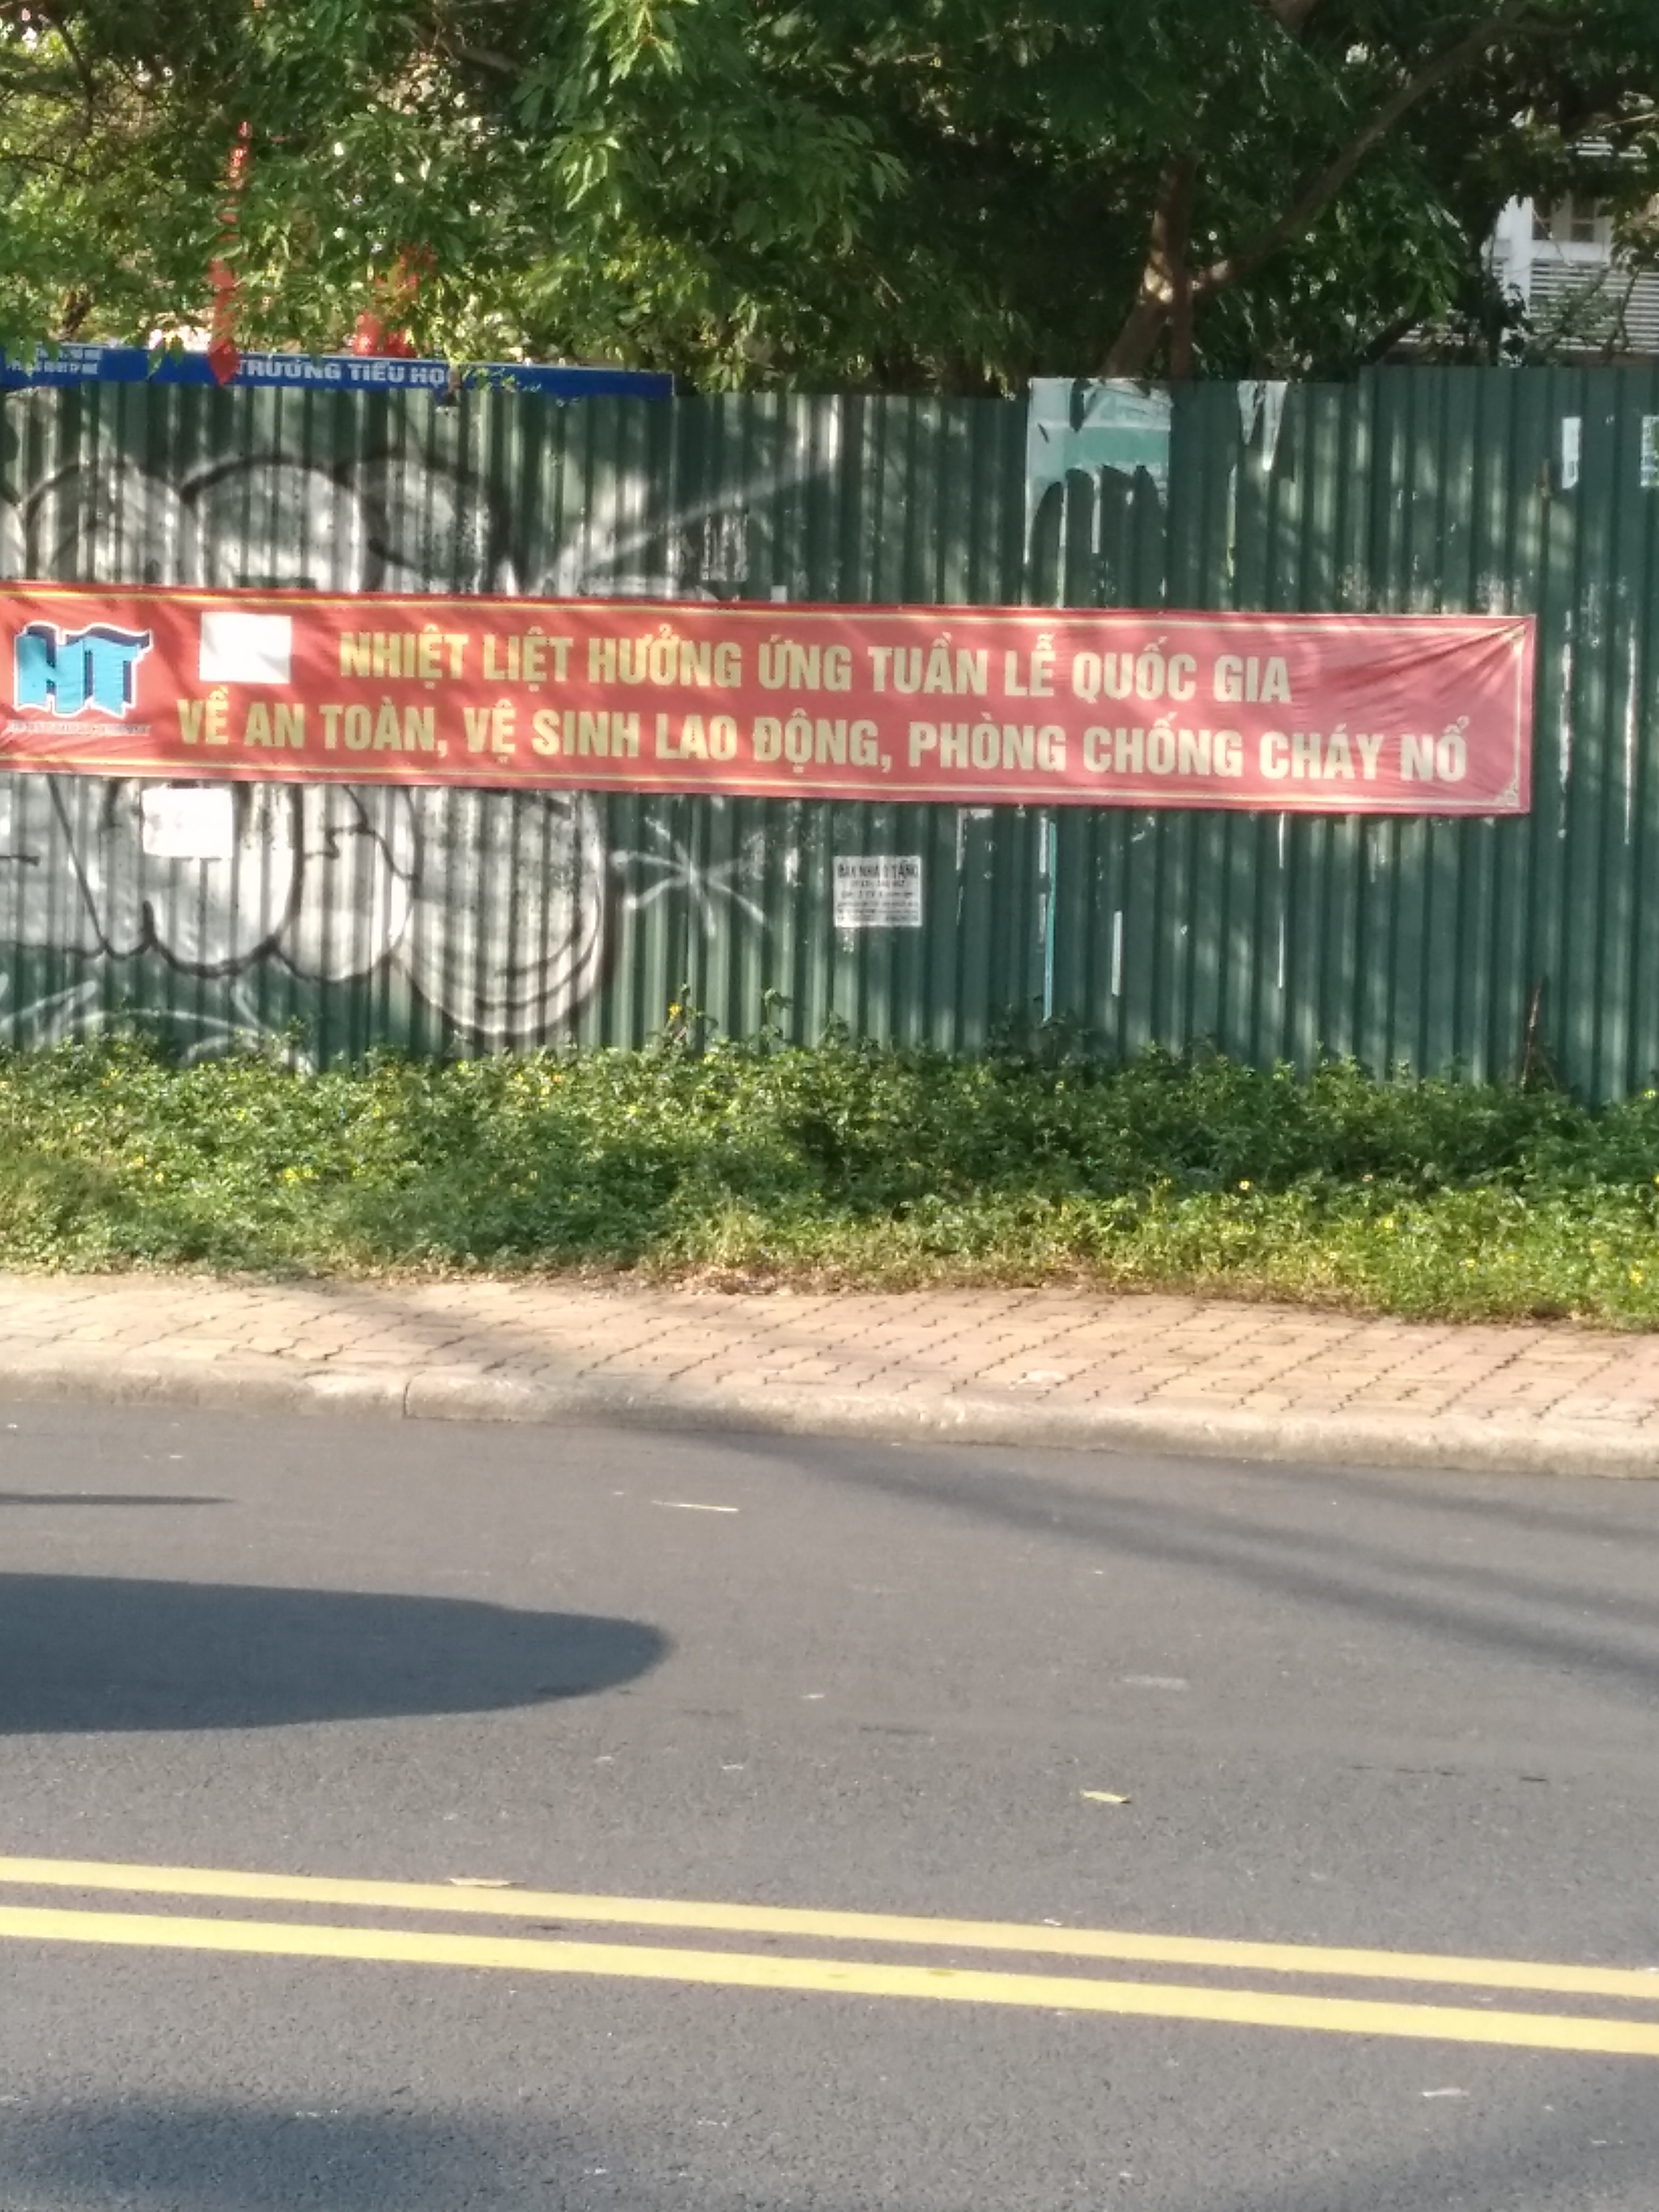 TRƯỜNG TIỂU HỌC
HT
NHIỆT LIỆT HƯỞNG ỨNG TUẦN LỄ QUỐC GIA
VỀ AN TOÀN, VỆ SINH LAO ĐỘNG, PHÒNG CHỐNG CHÁY NỔ